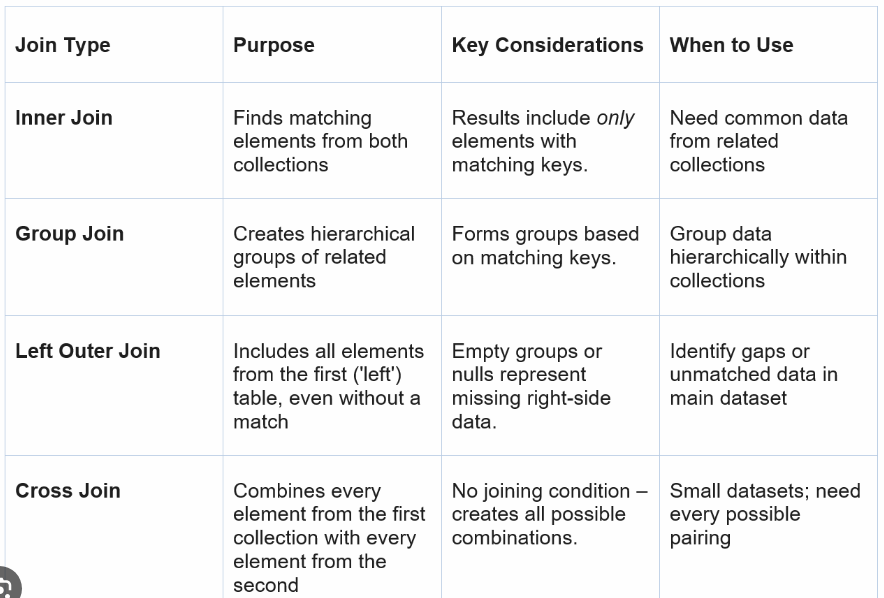 Join Type
Purpose
Key Considerations
When to Use
Inner Join
Finds matching
elements from both
collections
Results include only
elements with
matching keys.
Need common data
from related
collections
Group Join
Creates hierarchical
groups of related
elements
Forms groups based
on matching keys.
Group data
hierarchically within
collections
Left Outer Join
Includes all elements
from the first ('left')
table, even without a
match
Empty groups or
nulls represent
missing right-side
data.
Identify gaps or
unmatched data in
main dataset
Cross Join
Combines every
element from the first
collection with every
element from the
second
No joining condition –
creates all possible
combinations.
Small datasets; need
every possible
pairing